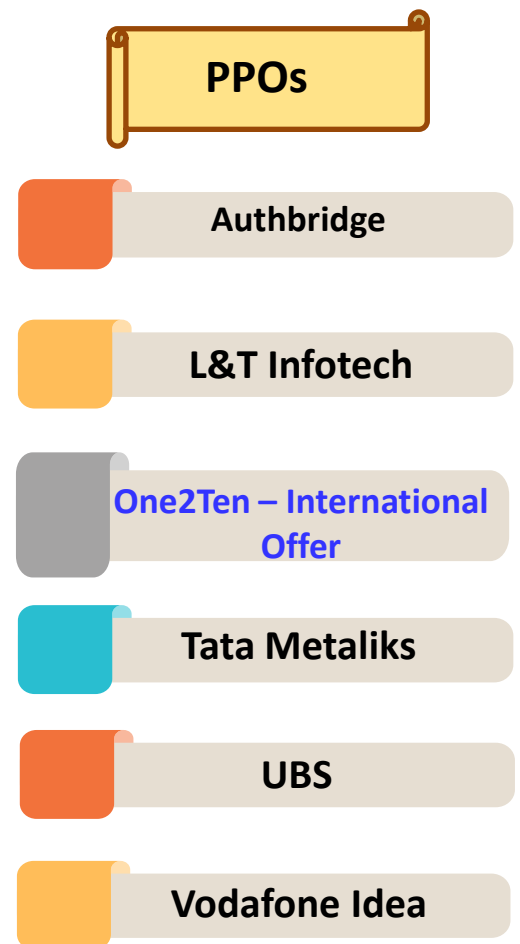 PPOs
Authbridge
L&T Infotech
One2Ten – International
Offer
Tata Metaliks
UBS
Vodafone Idea